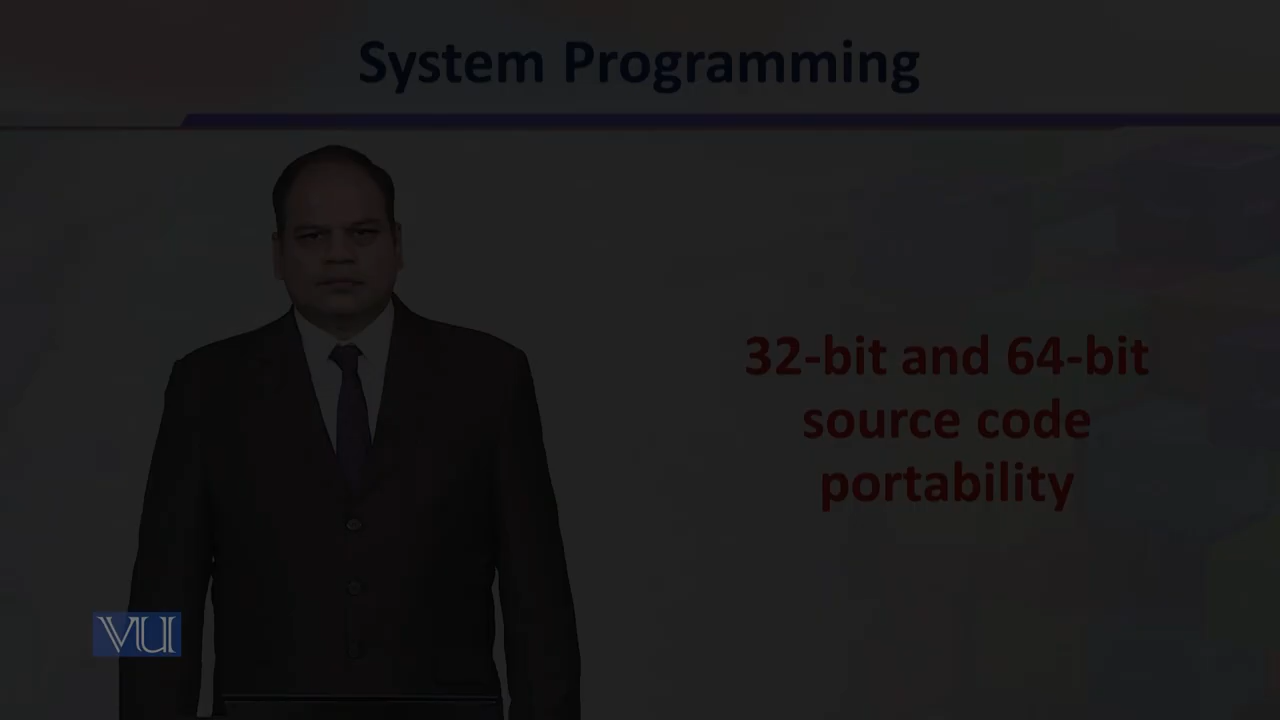 System Programming
32-bit and 64-bit
source code
portability
VU